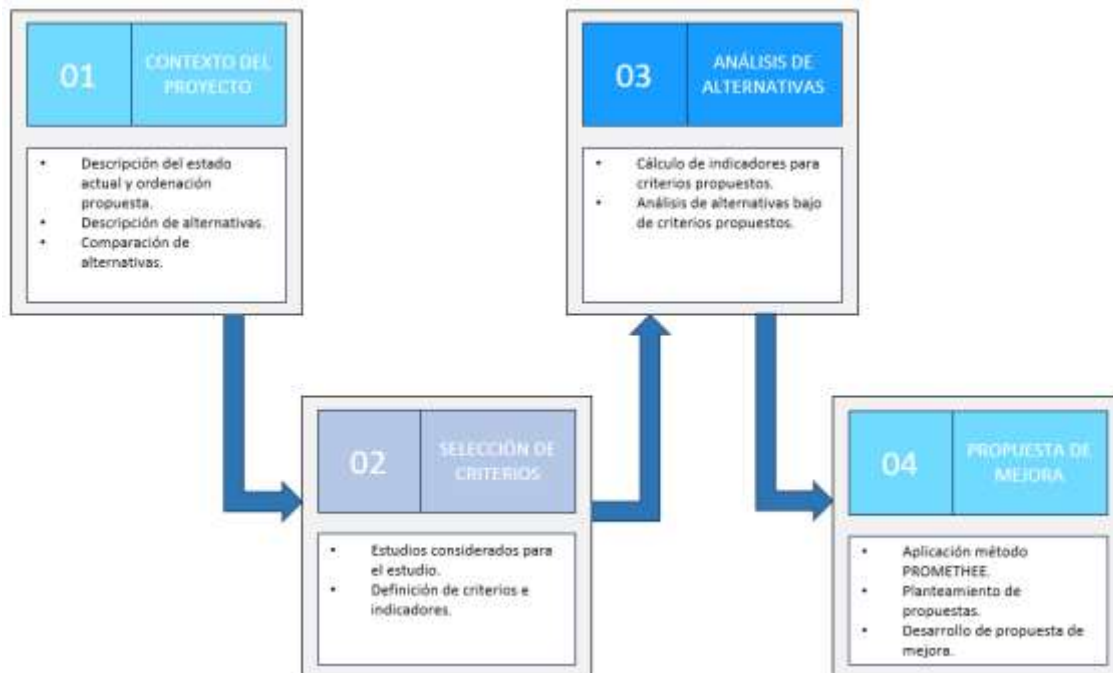 01
CONTEXTO DEL
PROYECTO
• Descripción del estado
actual y ordenación
propuesta.
• Descripción de alternativas.
• Comparación de
alternativas.
02
SELECCIÓN DE
CRITERIOS
• Estudios considerados para
el estudio.
• Definición de criterios e
indicadores.
03
ANÁLISIS DE
ALTERNATIVAS
• Cálculo de indicadores para
criterios propuestos.
• Análisis de alternativas bajo
de criterios propuestos.
04
PROPUESTA DE
MEJORA
• Aplicación método
PROMETHEE.
• Planteamiento de
propuestas.
• Desarrollo de propuesta de
mejora.